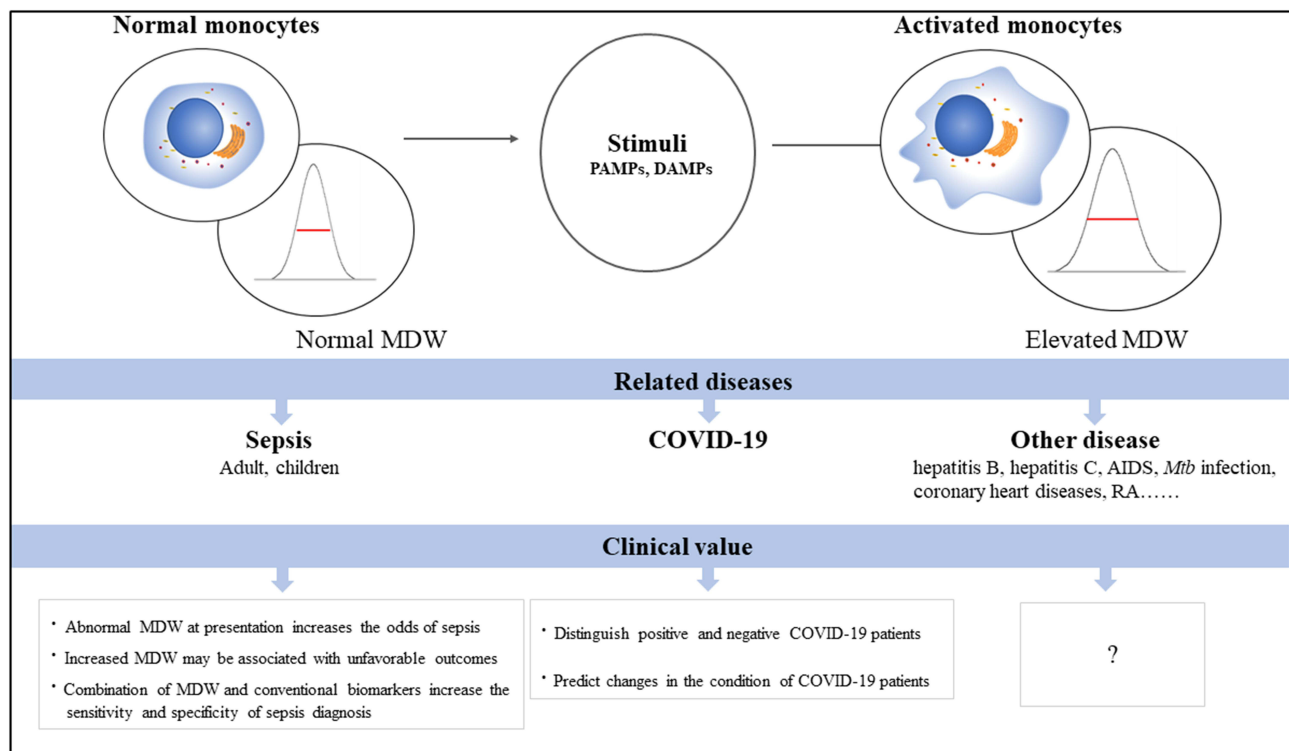 Normal monocytes
Activated monocytes
Stimuli
PAMPs, DAMPs
Normal MDW
Elevated MDW
Related diseases
Sepsis
Adult, children
COVID-19
Other disease
hepatitis B, hepatitis C, AIDS, Mtb infection,
coronary heart diseases, RA……
Clinical value
· Abnormal MDW at presentation increases the odds of sepsis
· Increased MDW may be associated with unfavorable outcomes
· Combination of MDW and conventional biomarkers increase the
sensitivity and specificity of sepsis diagnosis
· Distinguish positive and negative COVID-19 patients
· Predict changes in the condition of COVID-19 patients
?